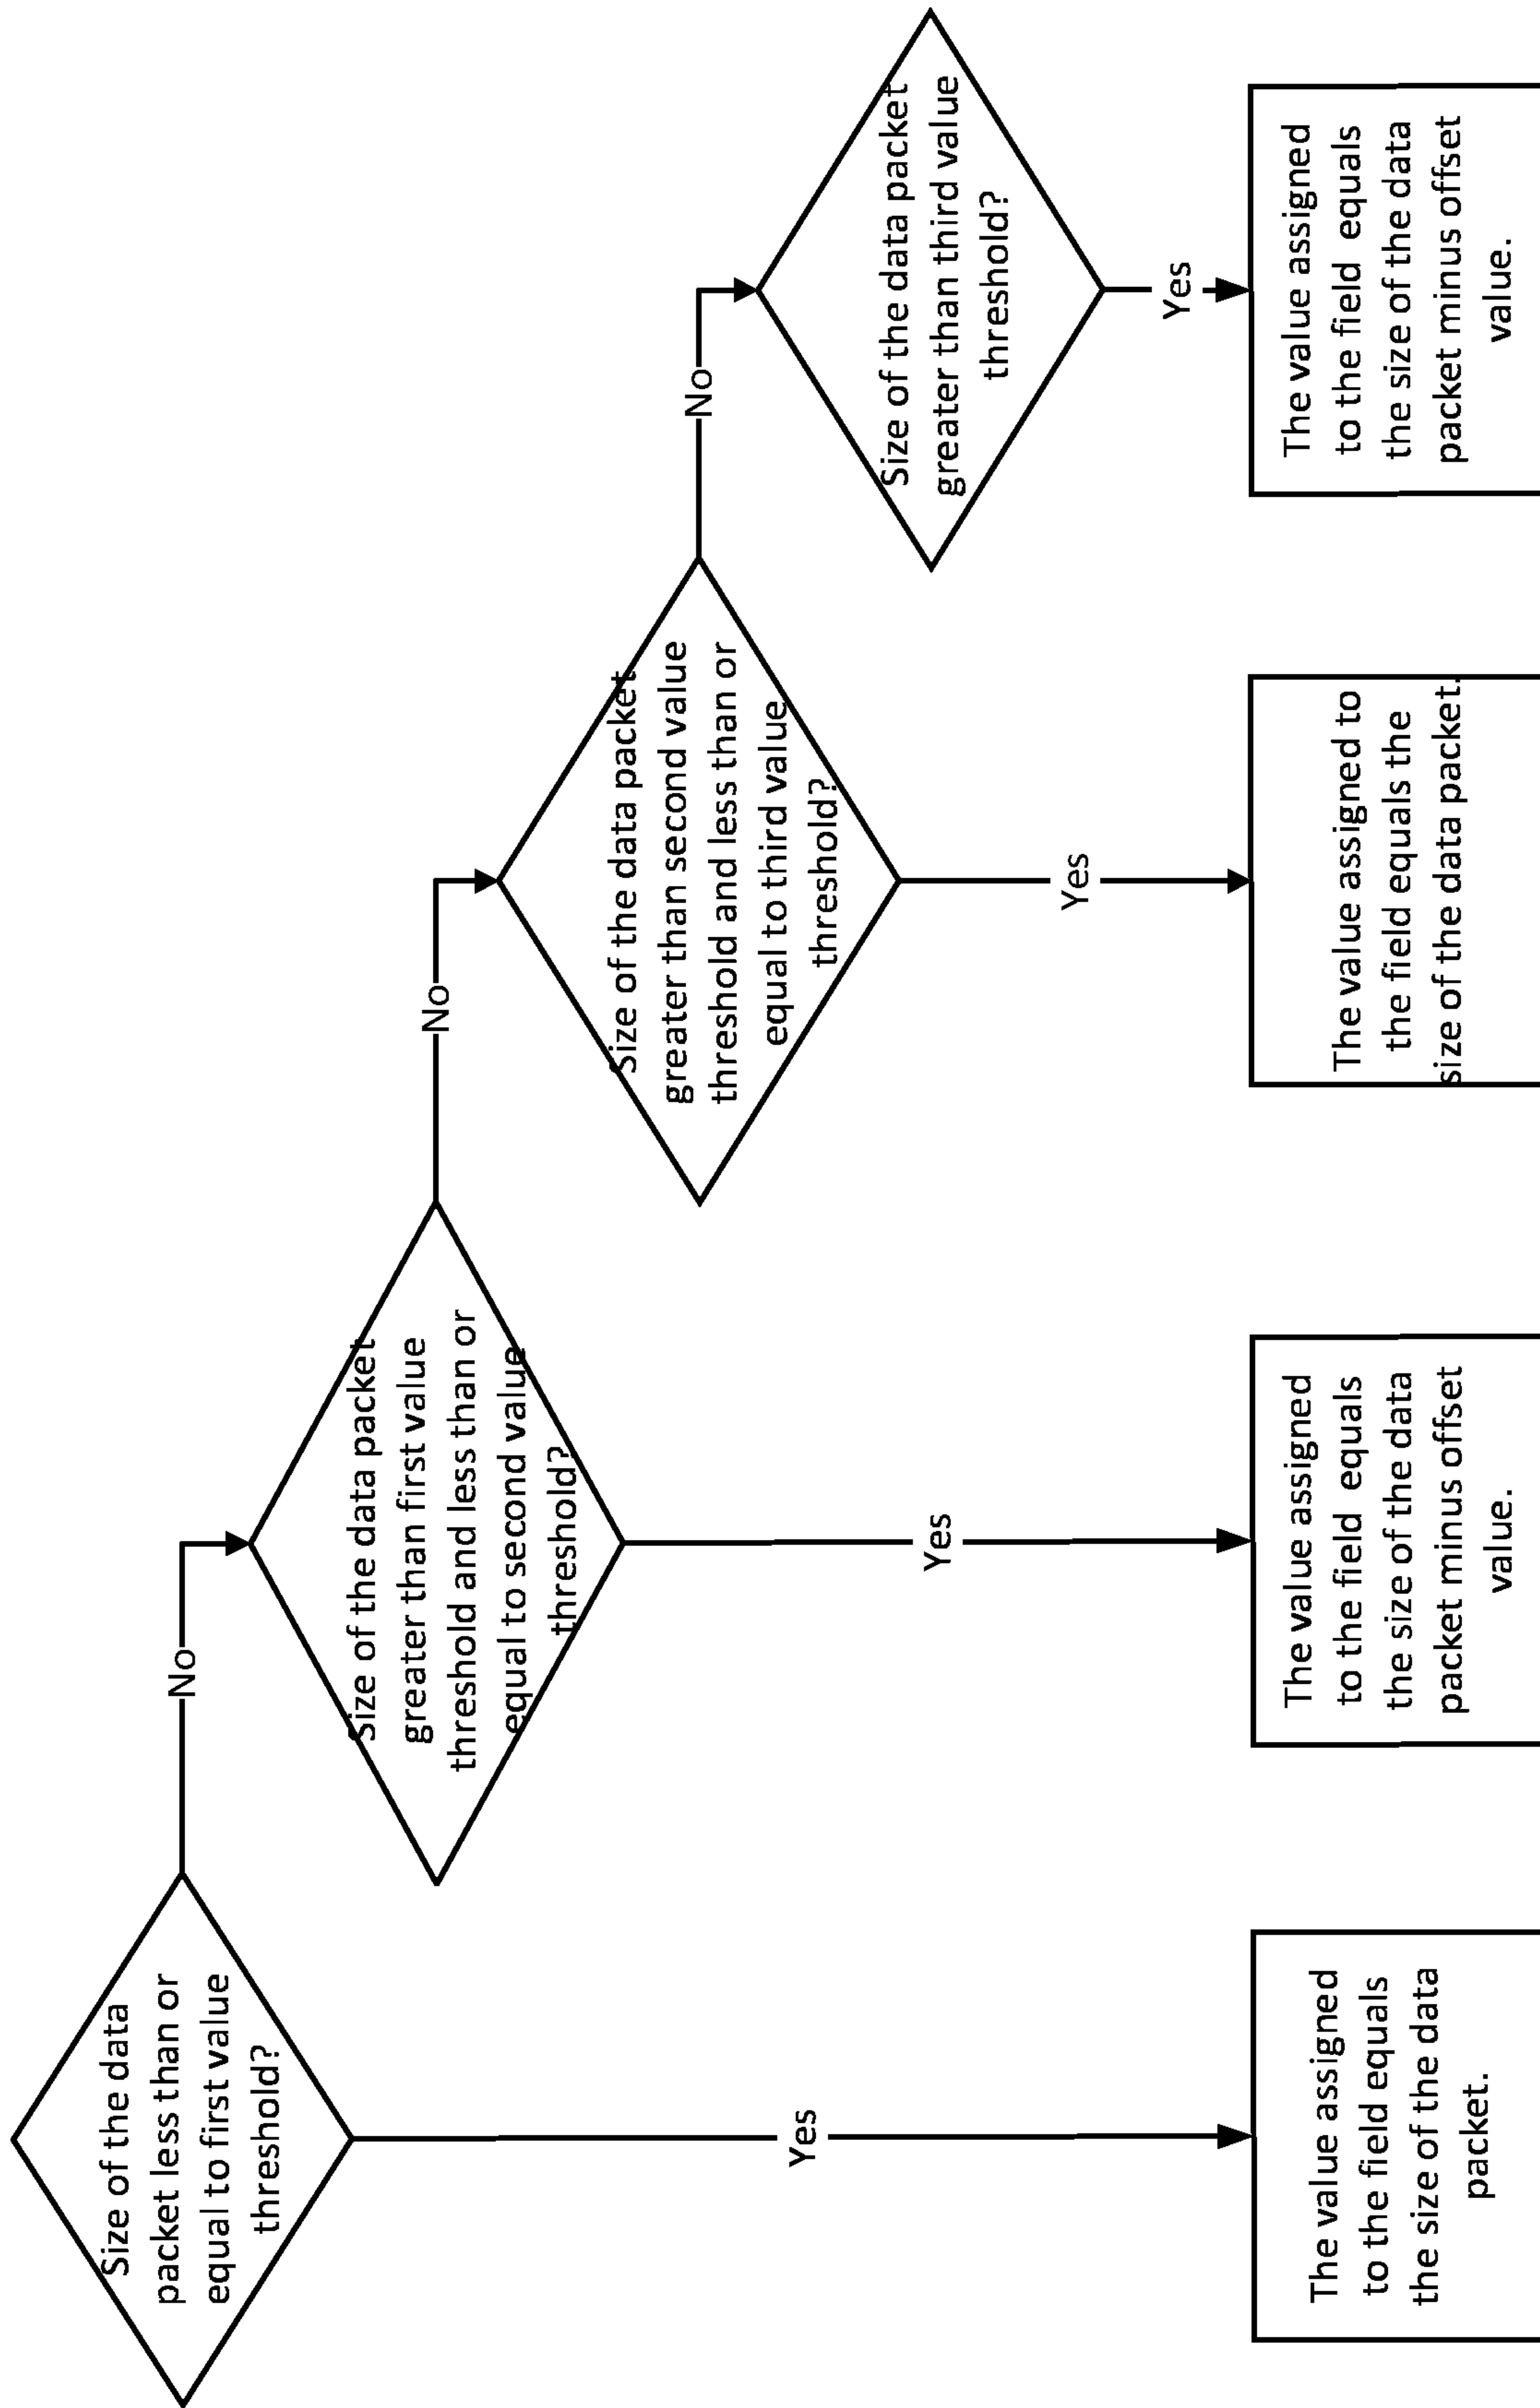 Size of the data
packet less than or
equal to first value
threshold?
No
Yes
Size of the data packet
greater than first value
threshold and less than or
equal to second value
threshold?
No
Yes
Size of the data packet
greater than second value
threshold and less than or
equal to third value
threshold?
No
Yes
Size of the data packet
greater than third value
threshold?
Yes
The value assigned
to the field equals
the size of the data
packet.
The value assigned
to the field equals
the size of the data
packet minus offset
value.
The value assigned to
the field equals the
size of the data packet.
The value assigned
to the field equals
the size of the data
packet minus offset
value.